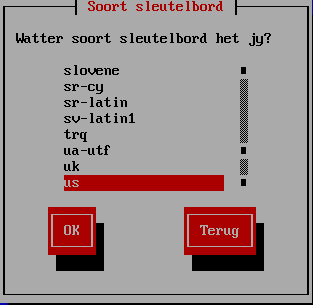 Soort sleutelbord
Watter soort sleutelbord het jy?
slovene
sr-cy
sr-latin
sv-latin1
trq
ua-utf
uk
us
OK
Terug